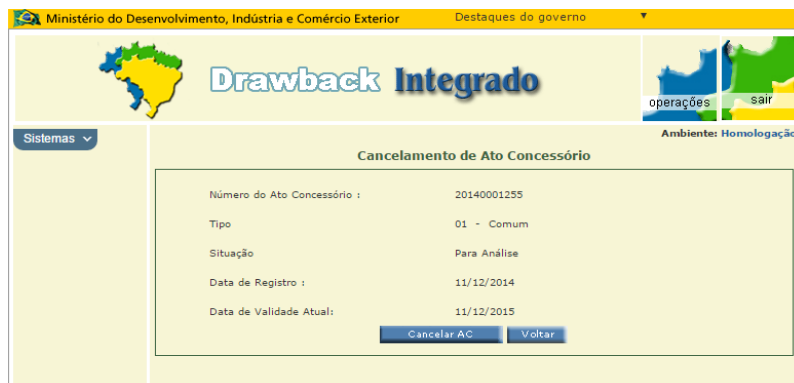 Ministério do Desenvolvimento, Indústria e Comércio Exterior Destaques do governo
Drawback Integrado
operações sair
Sistemas
Ambiente: Homologação
Cancelamento de Ato Concessório
Número do Ato Concessório : 20140001255
Tipo 01 - Comum
Situação Para Análise
Data de Registro : 11/12/2014
Data de Validade Atual: 11/12/2015
Cancelar AC Voltar